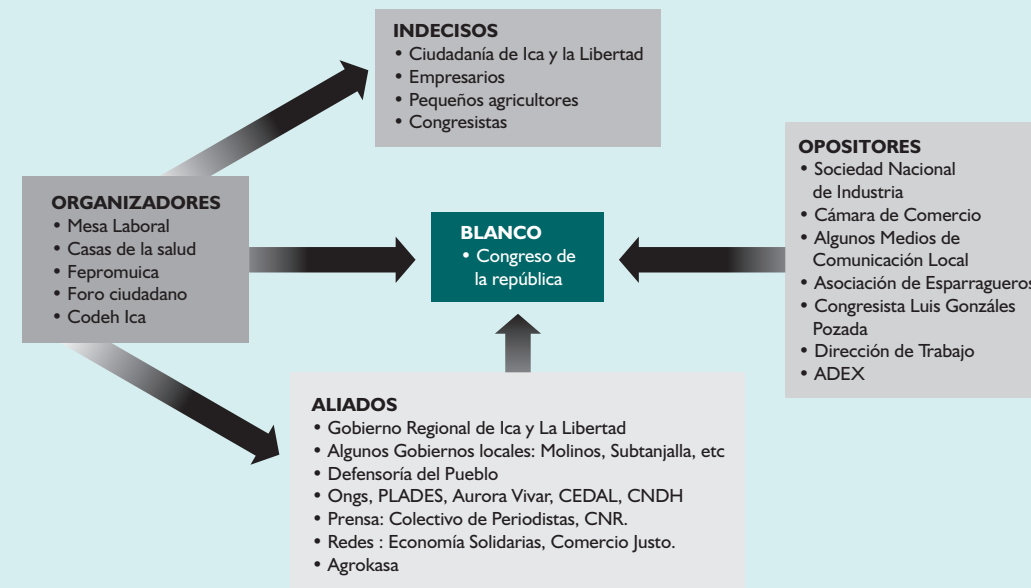 INDECISOS
• Ciudadanía de Ica y la Libertad
• Empresarios
• Pequeños agricultores
• Congresistas
ORGANIZADORES
• Mesa Laboral
• Casas de la salud
• Fepromuica
• Foro ciudadano
• Codeh Ica
BLANCO
• Congreso de
la república
OPOSITORES
• Sociedad Nacional
de Industria
• Cámara de Comercio
• Algunos Medios de
Comunicación Local
• Asociación de Esparragueros
• Congresista Luis Gonzáles
Pozada
• Dirección de Trabajo
• ADEX
ALIADOS
• Gobierno Regional de Ica y La Libertad
• Algunos Gobiernos locales: Molinos, Subtanjalla, etc
• Defensoría del Pueblo
• Ongs, PLADES, Aurora Vivar, CEDAL, CNDH
• Prensa: Colectivo de Periodistas, CNR.
• Redes : Economía Solidarias, Comercio Justo.
• Agrokasa